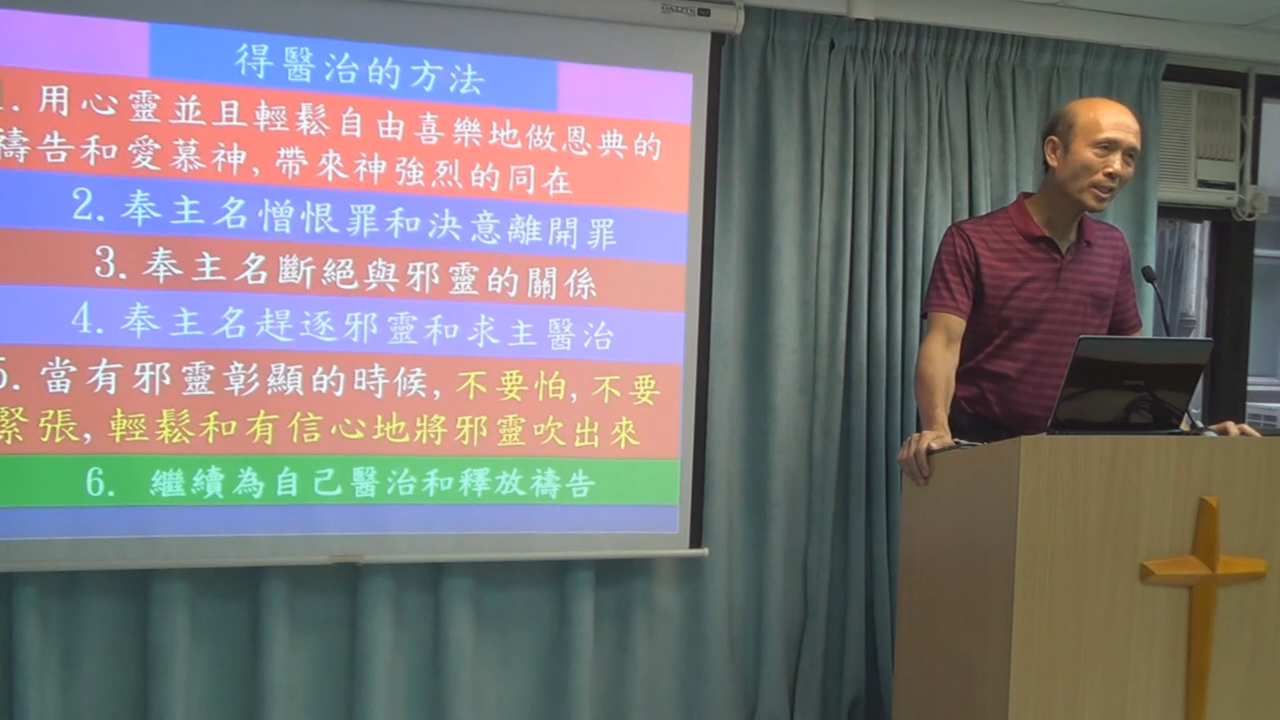 得醫治的方法
1. 用心靈並且輕鬆自由喜樂地做恩典的
禱告和愛慕神, 帶來神強烈的同在
2. 奉主名憎恨罪和決意離開罪
3. 奉主名斷絕與邪靈的關係
4. 奉主名趕逐邪靈和求主醫治
5. 當有邪靈彰顯的時候, 不要怕, 不要
緊張, 輕鬆和有信心地將邪靈吹出來
6. 繼續為自己醫治和釋放禱告